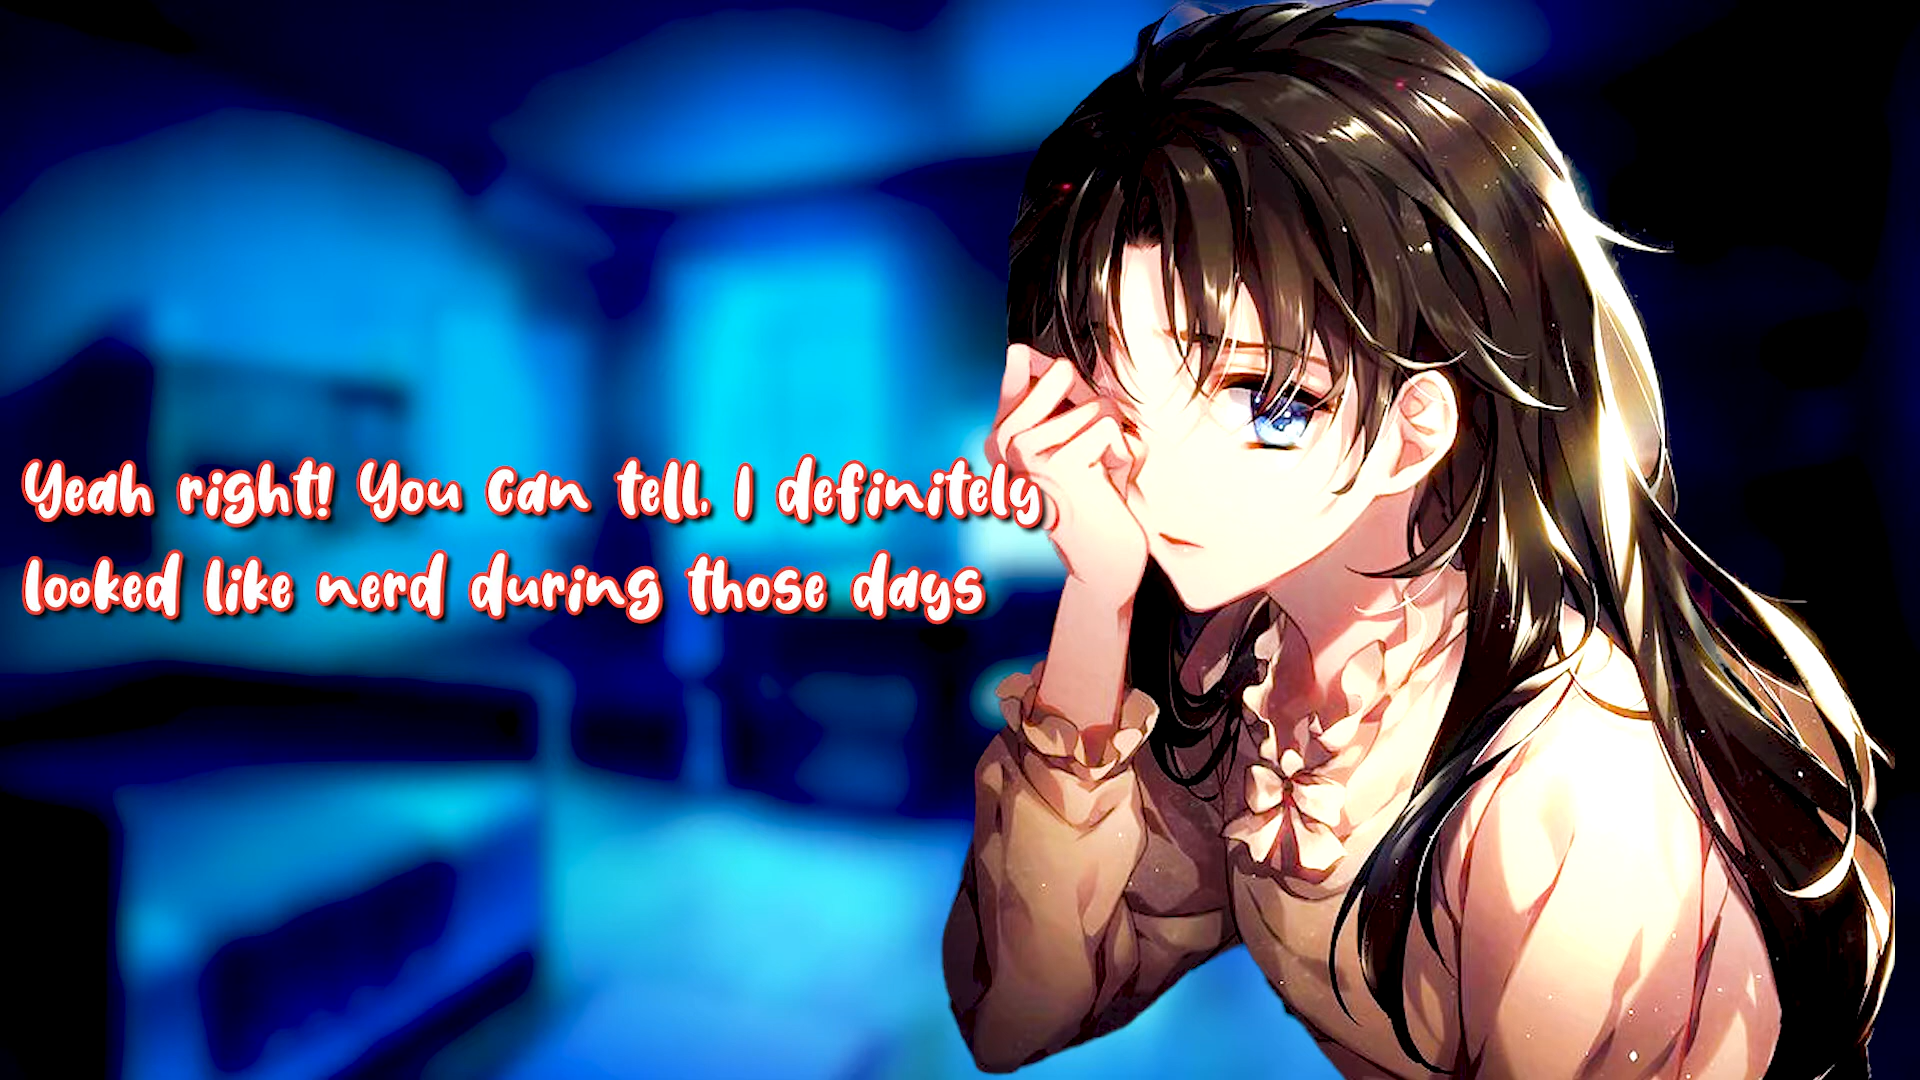 Yeah right! You can tell, I definitely
looked like nerd during those days